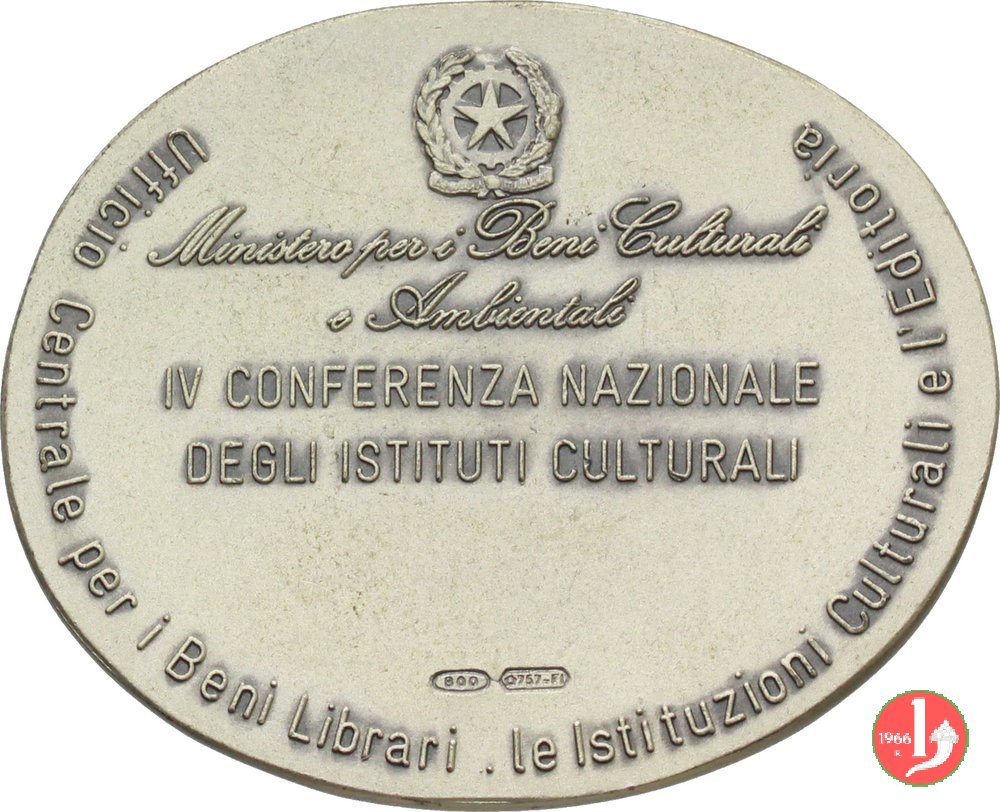 Ministero per i Beni Culturali
e Ambientali
IV CONFERENZA NAZIONALE
DEGLI ISTITUTI CULTURALI
Ufficio Centrale per i Beni Librari . le Istituzioni Culturali e l'Editoria
800
757-FI
1966
R